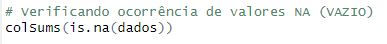 # Verificando ocorrência de valores NA (VAZIO)
colSums(is.na(dados))